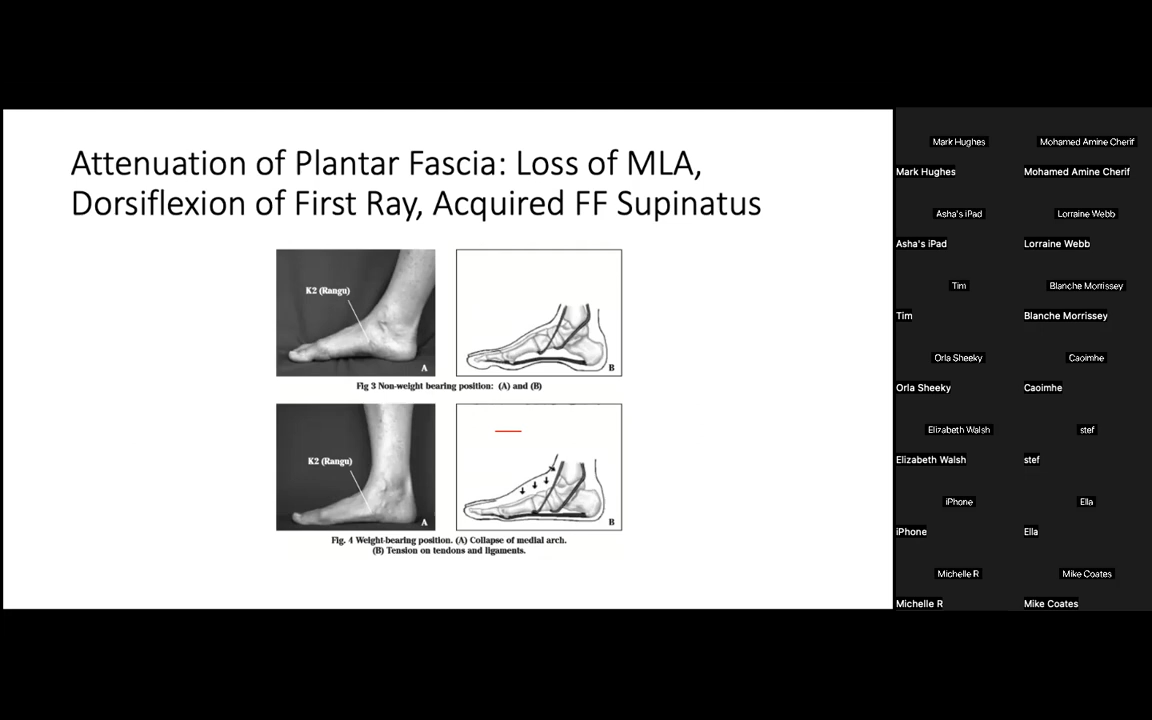 Attenuation of Plantar Fascia: Loss of MLA,
Dorsiflexion of First Ray, Acquired FF Supinatus
K2 (Rangu)
A
B
Fig 3 Non-weight bearing position: (A) and (B)
K2 (Rangu)
A
B
Fig. 4 Weight-bearing position. (A) Collapse of medial arch.
(B) Tension on tendons and ligaments.
Mark Hughes
Mohamed Amine Cherif
Mark Hughes
Mohamed Amine Cherif
Asha's iPad
Lorraine Webb
Asha's iPad
Lorraine Webb
Tim
Blanche Morrissey
Tim
Blanche Morrissey
Orla Sheeky
Caoimhe
Orla Sheeky
Caoimhe
Elizabeth Walsh
stef
Elizabeth Walsh
stef
iPhone
Ella
iPhone
Ella
Michelle R
Mike Coates
Michelle R
Mike Coates